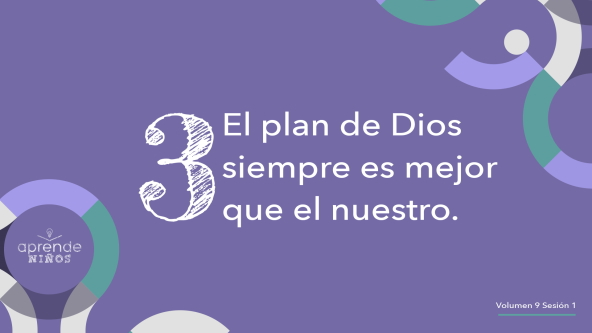 3
El plan de Dios
siempre es mejor
que el nuestro.
aprende
NIÑOS
Volumen 9 Sesión 1